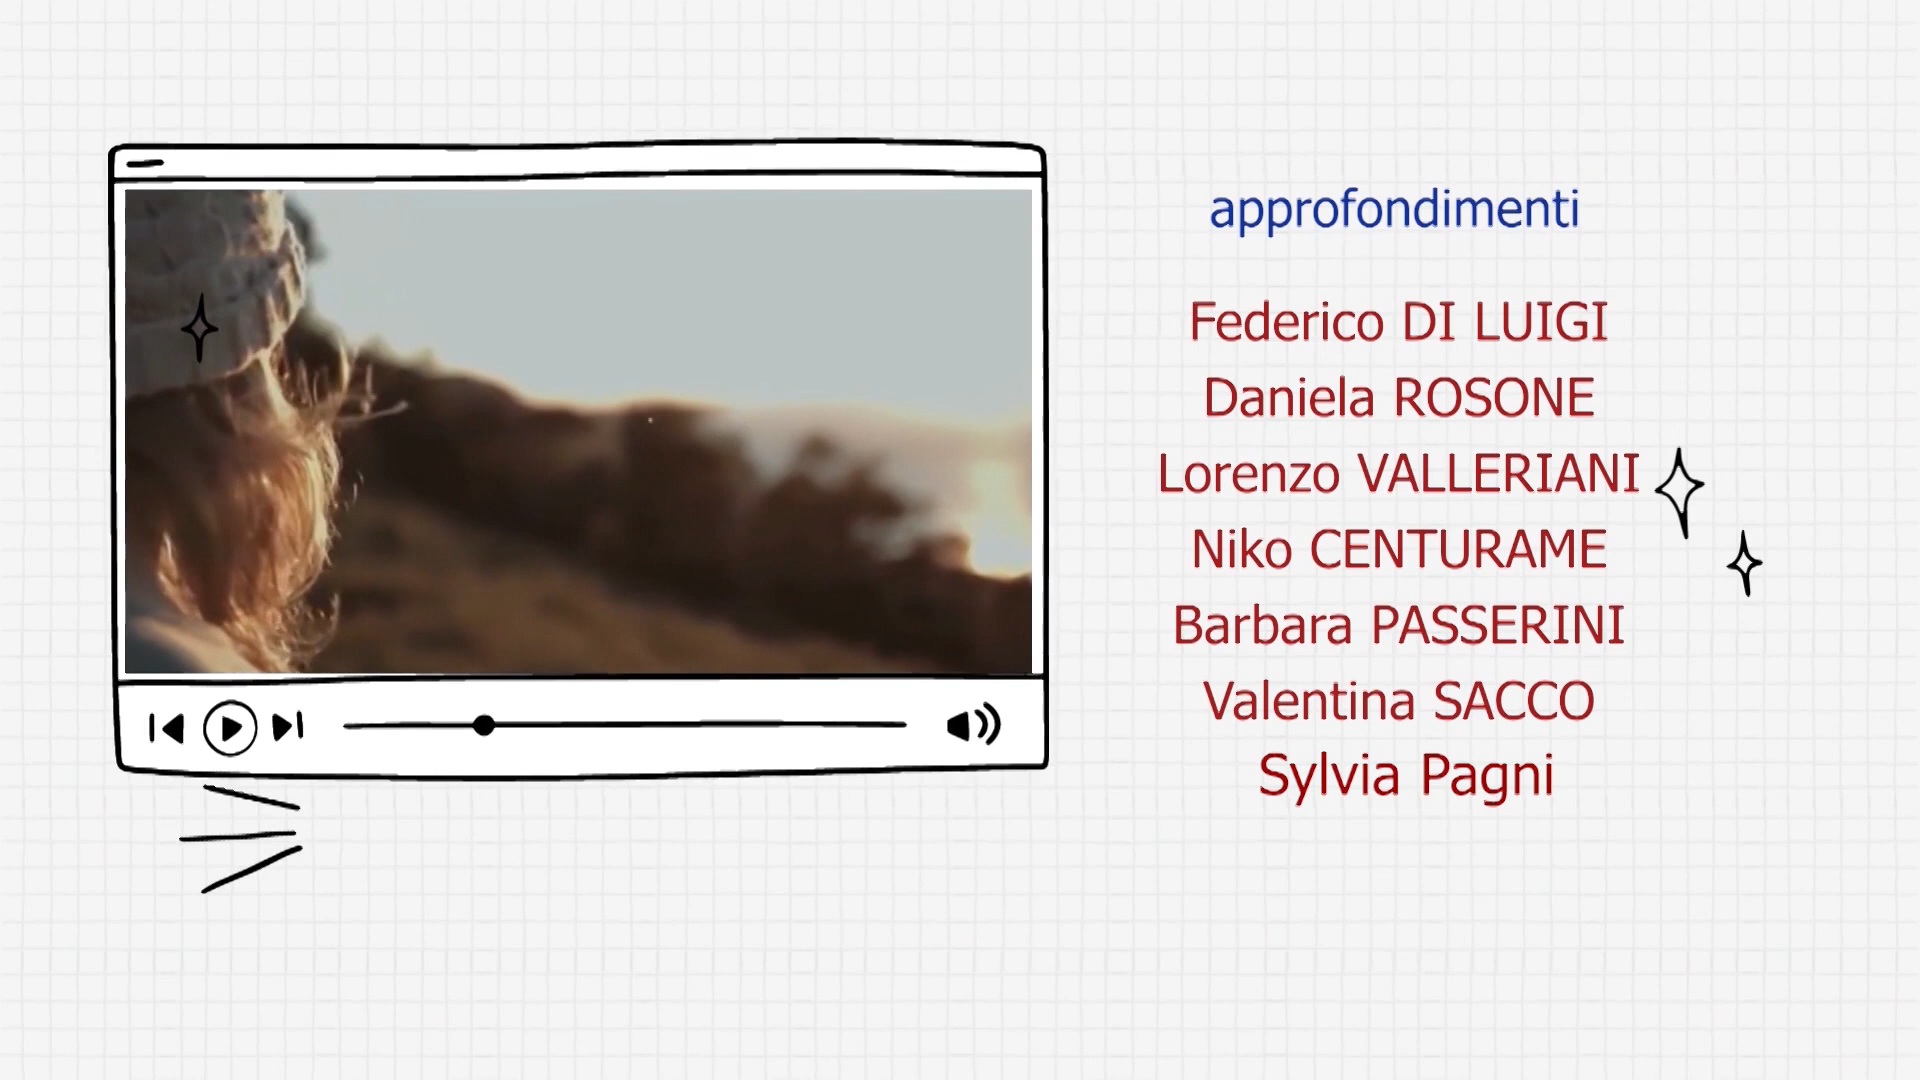 approfondimenti
Federico DI LUIGI
Daniela ROSONE
Lorenzo VALLERIANI
Niko CENTURAME
Barbara PASSERINI
Valentina SACCO
Sylvia Pagni